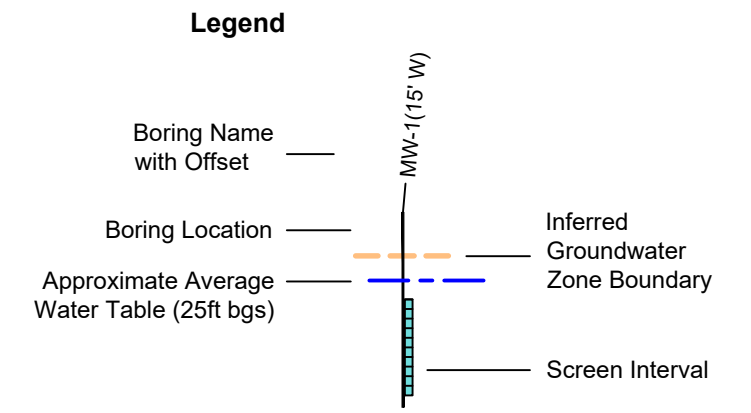 Legend
MW-1(15' W)
Boring Name
with Offset
Boring Location
Approximate Average
Water Table (25ft bgs)
Inferred
Groundwater
Zone Boundary
Screen Interval